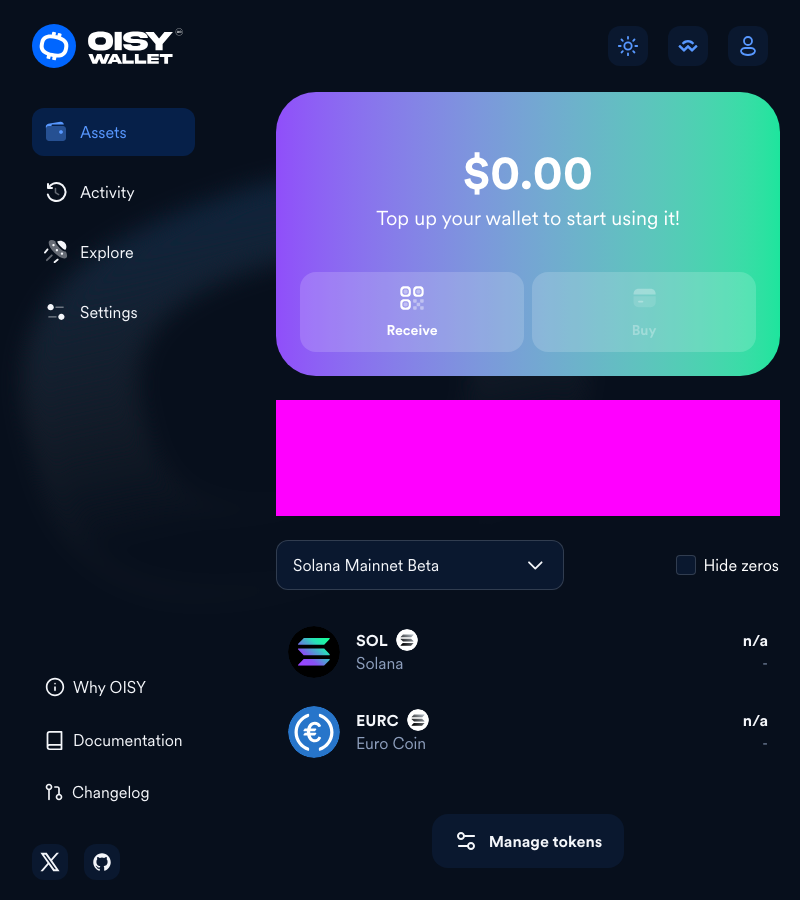 OISY
WALLET
Assets
Activity
Explore
Settings
$0.00
Top up your wallet to start using it!
Receive
Buy
Solana Mainnet Beta
Hide zeros
SOL
n/a
Solana
-
EURC
n/a
Euro Coin
-
Why OISY
Documentation
Changelog
Manage tokens